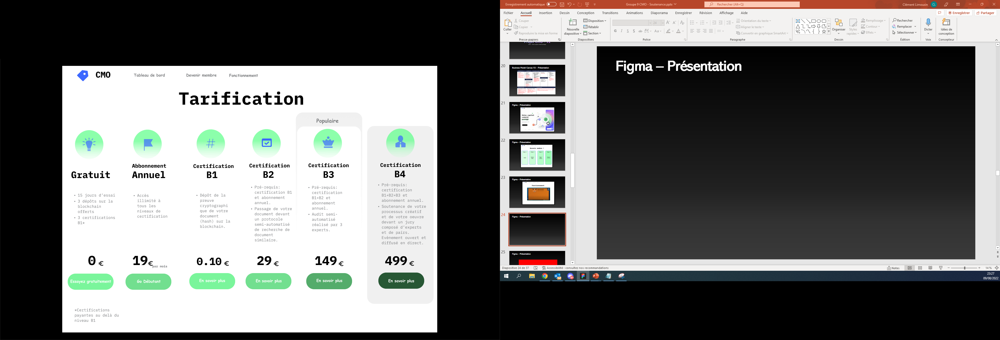 CMO
Tableau de bord
Devenir membre
Fonctionnement
Tarification
Populaire
Gratuit
• 15 jours d’essai
• 3 dépôts sur la
blockchain
offerts
• 3 certifications
B1*
0 €
Essayez gratuitement
Abbonnement
Annuel
• Accès
illimité à
tous les
niveaux de
certification
19€ par mois
Go Débutant
Certification
B1
• Dépôt de la
preuve
cryptographi
que de votre
document
(hash) sur la
blockchain.
0.10 €
En savoir plus
Certification
B2
• Pré-requis:
certification B1
et abonnement
annuel.
• Passage de votre
document devant
un protocole
semi-automatisé
de recherche de
document
similaire.
29 €
En savoir plus
Certification
B3
• Pré-requis:
certification
B1+B2 et
abonnement
annuel.
• Audit semi-
automatisé
réalisé par 3
experts.
149 €
En savoir plus
Certification
B4
• Pré-requis:
certification
B1+B2+B3 et
abonnement annuel.
• Soutenance de votre
processus créatif
et de votre oeuvre
devant un jury
composé d’experts
et de pairs.
Evènement ouvert et
diffusé en direct.
499 €
En savoir plus
*Certifications
payantes au delà du
niveau B1
Enregistrement automatique
Groupe 9 CMO - Soutenance.pptx
Rechercher (Alt+Q)
Clément Limousin
CL
Fichier Accueil Insertion Dessin Conception Transitions Animations Diaporama Enregistrer Révision Affichage Aide
Enregistrer
Partager
Coller
Couper
Copier
Reproduire la mise en forme
Presse-papiers
Nouvelle
diapositive
Disposition
Rétablir
Section
Diapositives
24
G I S S ab AV Aa A
Police
Orientation du texte
Aligner le texte
Convertir en graphique SmartArt
Paragraphe
Organiser
Styles
rapides
Remplissage
Contour
Effets
Dessin
Rechercher
Remplacer
Sélectionner
Édition
Dicter
Voix
Idées de
conception
Concepteur
Projet CMO - V2
20
Business Model Canvas V2 – Présentation
21
Figma – Présentation
Votre capital
créatif
protégé
22
Figma – Présentation
Devenir membre !
23
Figma – Présentation
Fonctionnement
24
Figma – Présentation
25
Figma – Présentation
Figma – Présentation
Diapositive 24 de 37
Accessibilité : consultez nos recommandations
Notes
14 %
23:27
09/08/2022